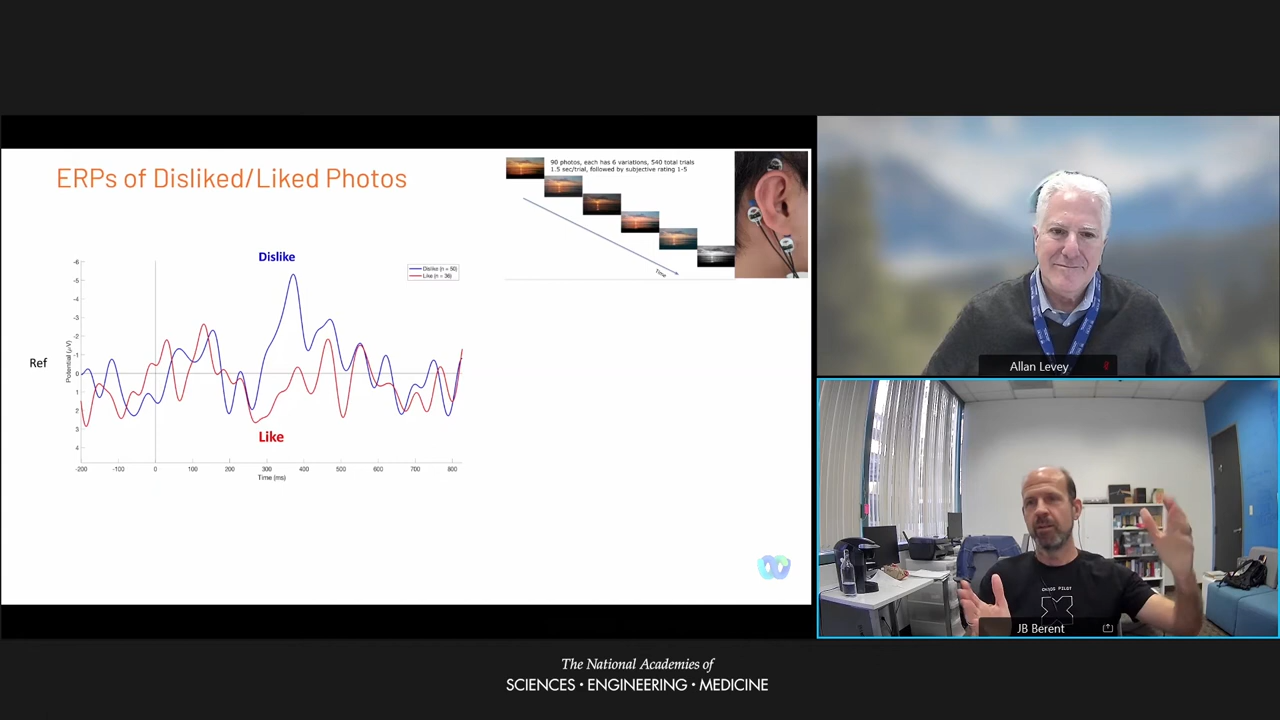 ERPs of Disliked/Liked Photos
90 photos, each has 6 variations, 540 total trials
1.5 sec/trial, followed by subjective rating 1-5
Time
Dislike
Dislike (n = 50)
Like (n = 36)
-6
-5
-4
-3
-2
-1
0
1
2
3
4
Ref
Potential (μV)
Like
-200 -100 0 100 200 300 400 500 600 700 800
Time (ms)
Allan Levey
CHAOS PILOT
JB Berent
The National Academies of
SCIENCES • ENGINEERING • MEDICINE